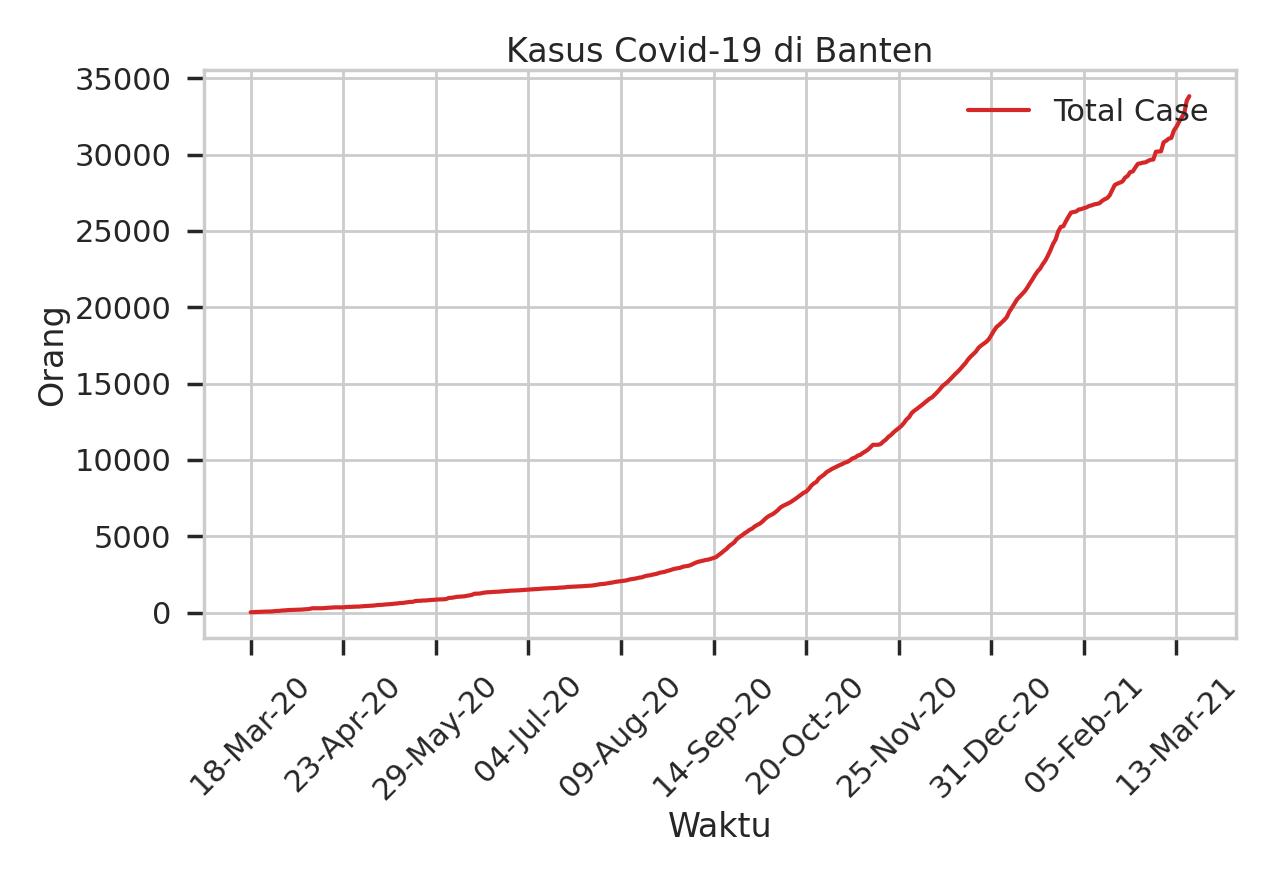 Kasus Covid-19 di Banten
Total Case
35000
30000
25000
20000
15000
10000
5000
0
Orang
18-Mar-20
23-Apr-20
29-May-20
04-Jul-20
09-Aug-20
14-Sep-20
20-Oct-20
25-Nov-20
31-Dec-20
05-Feb-21
13-Mar-21
Waktu